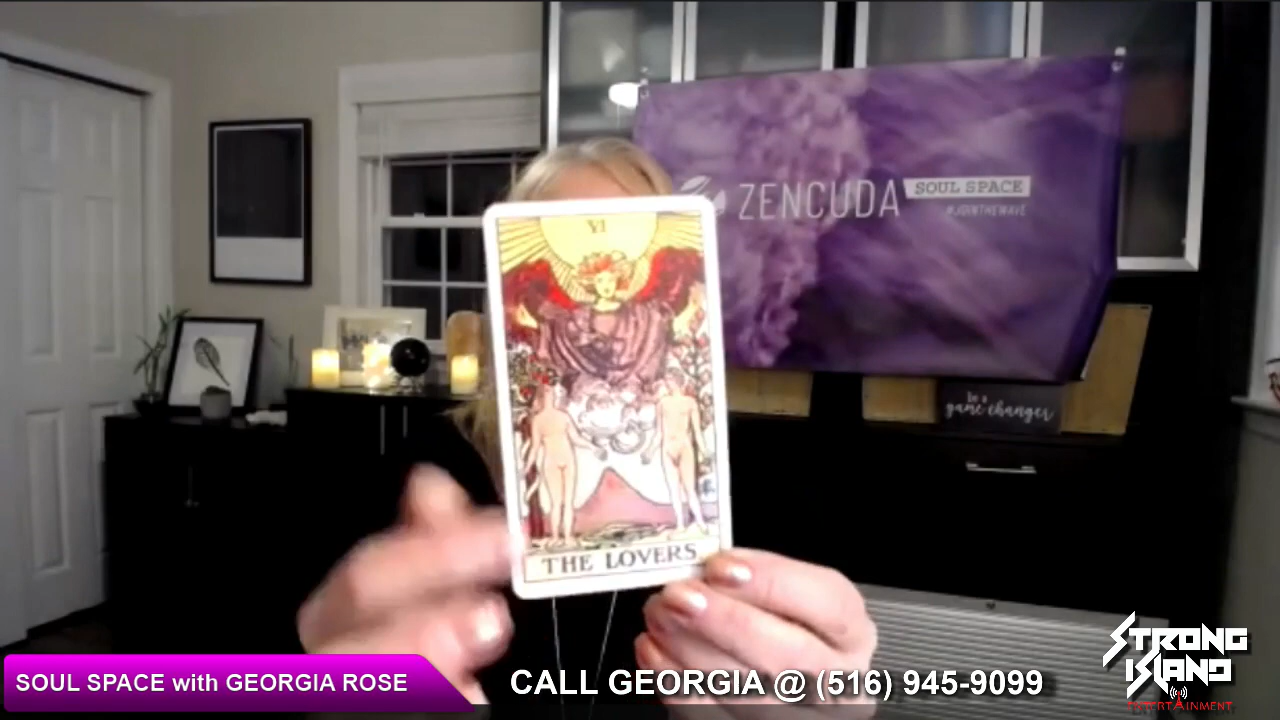 ZENCUDA
SOUL SPACE
#JOINTHEWAVE
VI
be a
game changer
THE LOVERS
SOUL SPACE with GEORGIA ROSE
CALL GEORGIA @ (516) 945-9099
STRONG
ISLAND
ENTERTAINMENT